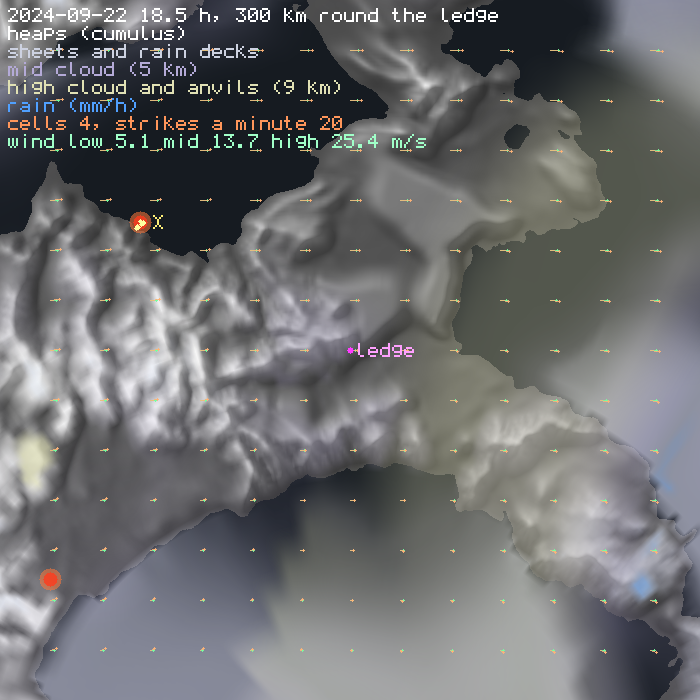 2024-09-22 18.5 h, 300 km round the ledge
heaps (cumulus)
sheets and rain decks
mid cloud (5 km)
high cloud and anvils (9 km)
rain (mm/h)
cells 4, strikes a minute 20
wind low 5.1 mid 13.7 high 25.4 m/s
X
ledge